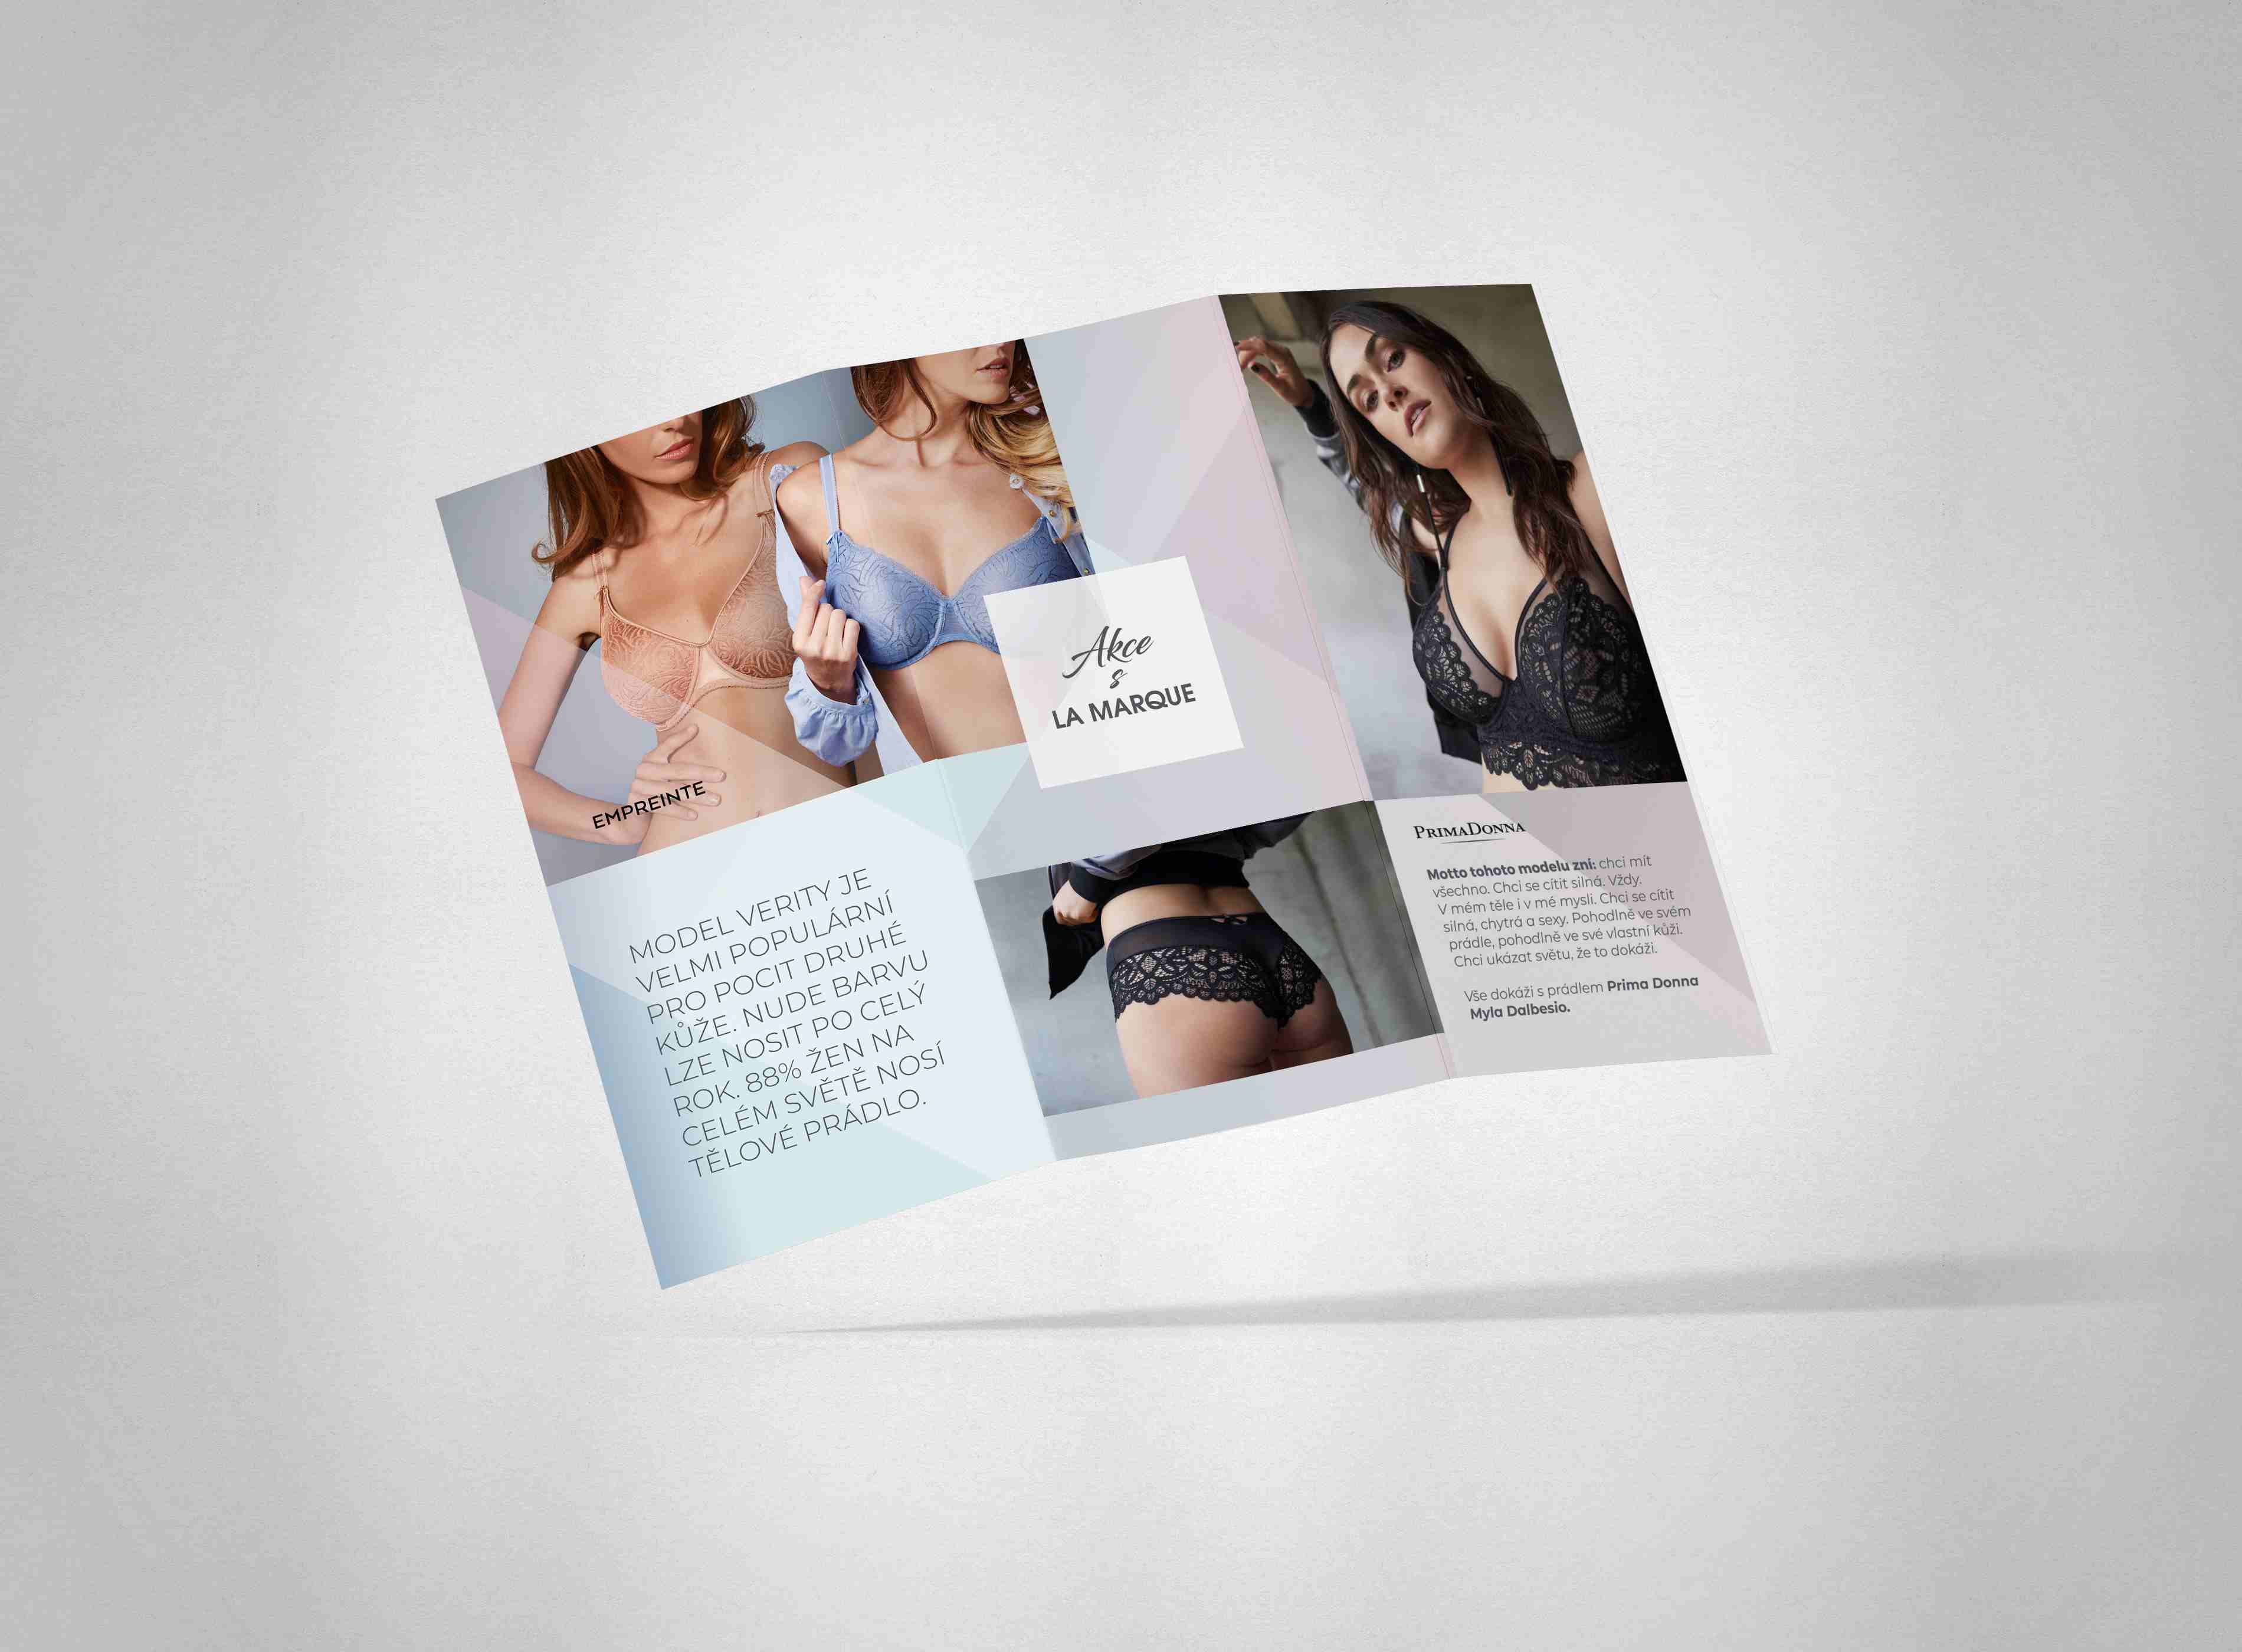 EMPREINTE
MODEL VERITY JE
VELMI POPULÁRNÍ
PRO POCIT DRUHÉ
KŮŽE. NUDE BARVU
LZE NOSIT PO CELÝ
ROK. 88% ŽEN NA
CELÉM SVĚTĚ NOSÍ
TĚLOVÉ PRÁDLO.
Akce
s
LA MARQUE
PRIMADONNA
Motto tohoto modelu zní: chci mít
všechno. Chci se cítit silná. Vždy.
V mém těle i v mé mysli. Chci se cítit
silná, chytrá a sexy. Pohodlně ve svém
prádle, pohodlně ve své vlastní kůži.
Chci ukázat světu, že to dokáži.
Vše dokáži s prádlem Prima Donna
Myla Dalbesio.